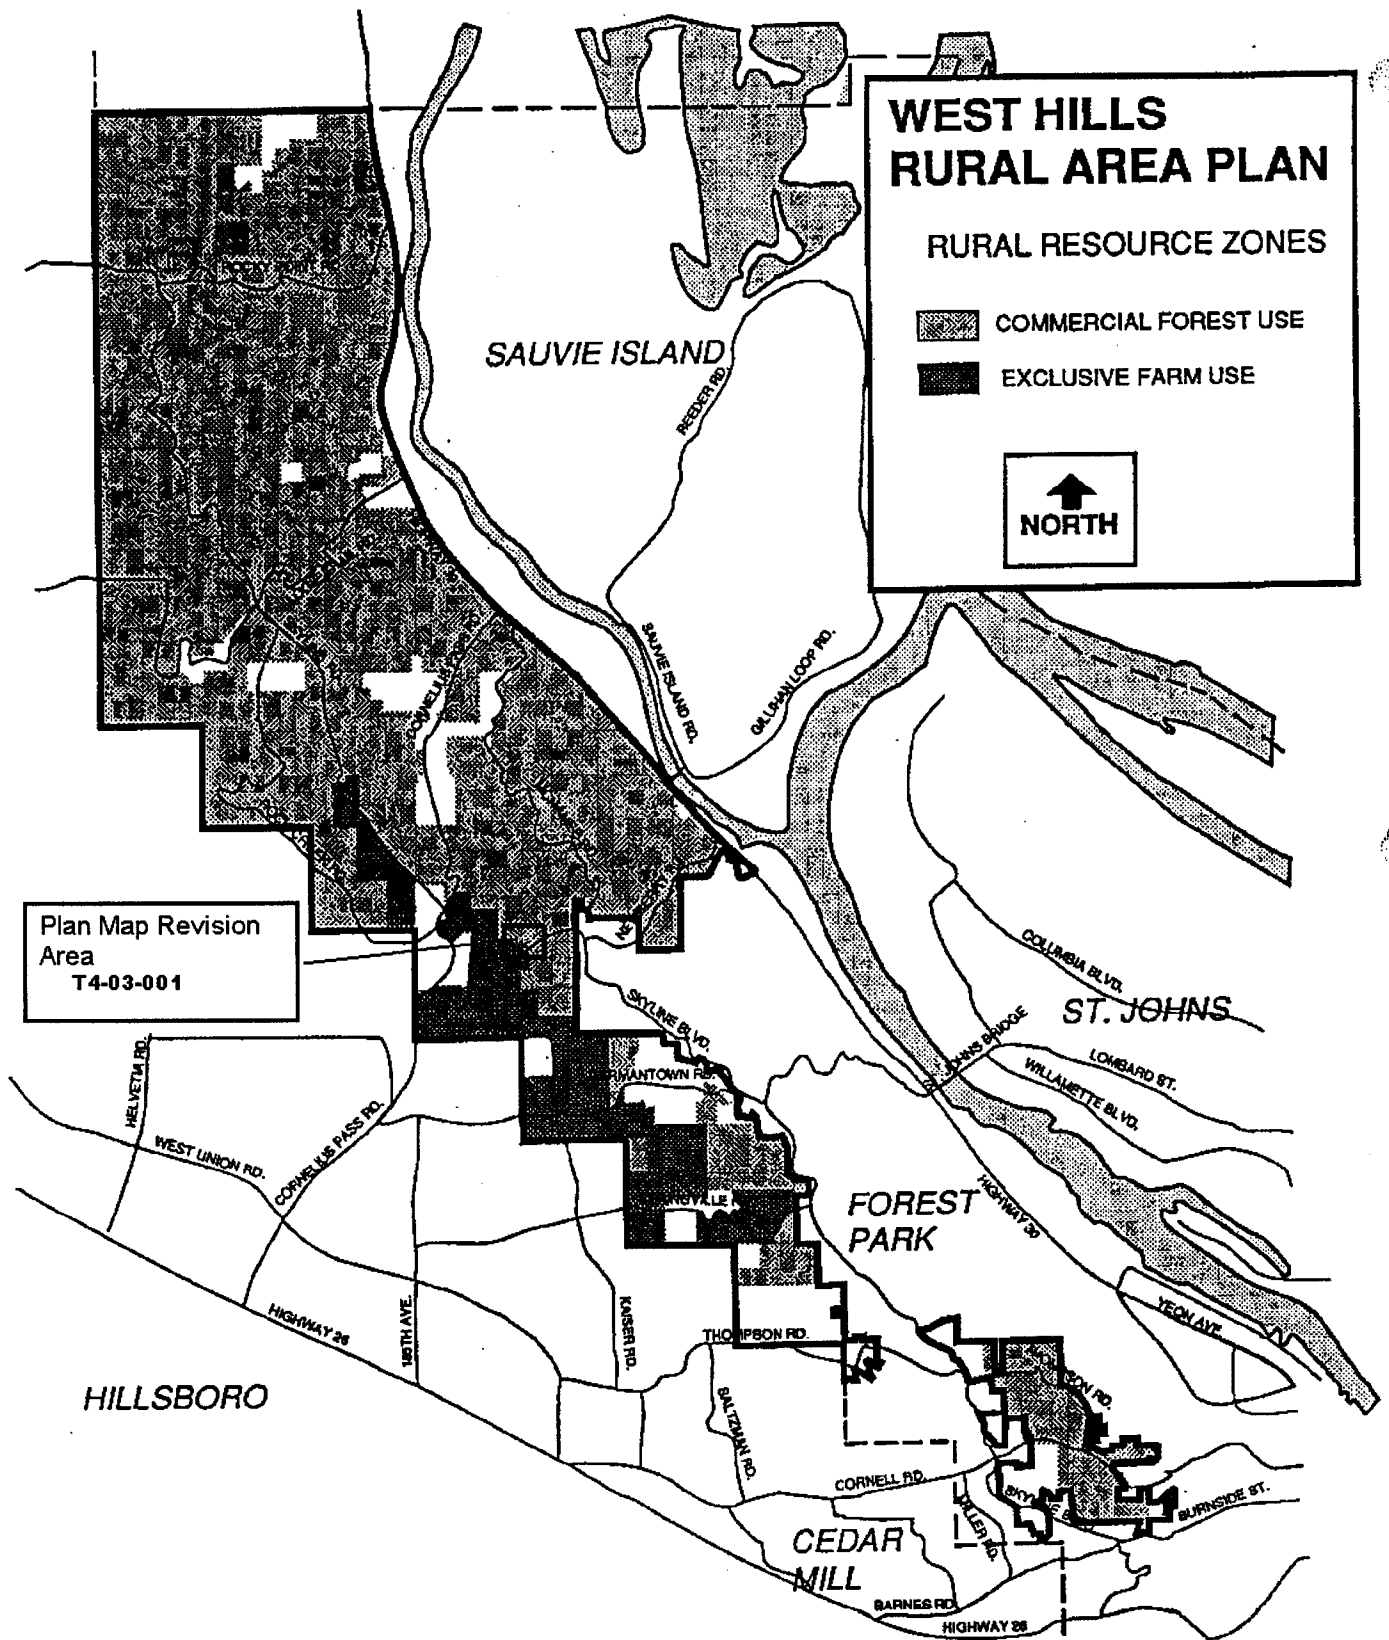 WEST HILLS
RURAL AREA PLAN
RURAL RESOURCE ZONES
COMMERCIAL FOREST USE
EXCLUSIVE FARM USE
NORTH
SAUVIE ISLAND
REEDER RD.
SAUVIE ISLAND RD.
GILLIHAN LOOP RD.
Plan Map Revision
Area
T4-03-001
COLUMBIA BLVD.
ST. JOHNS
SKYLINE BLVD.
LOMBARD ST.
WILLAMETTE BLVD.
HELVETIA RD.
WEST UNION RD.
CORNELIUS PASS RD.
FOREST
PARK
HIGHWAY 30
YEON AVE.
HIGHWAY 26
185TH AVE.
KAISER RD.
THOMPSON RD.
HILLSBORO
SALTZMAN RD.
CORNELL RD.
MILLER RD.
BURNSIDE ST.
CEDAR
MILL
BARNES RD.
HIGHWAY 26